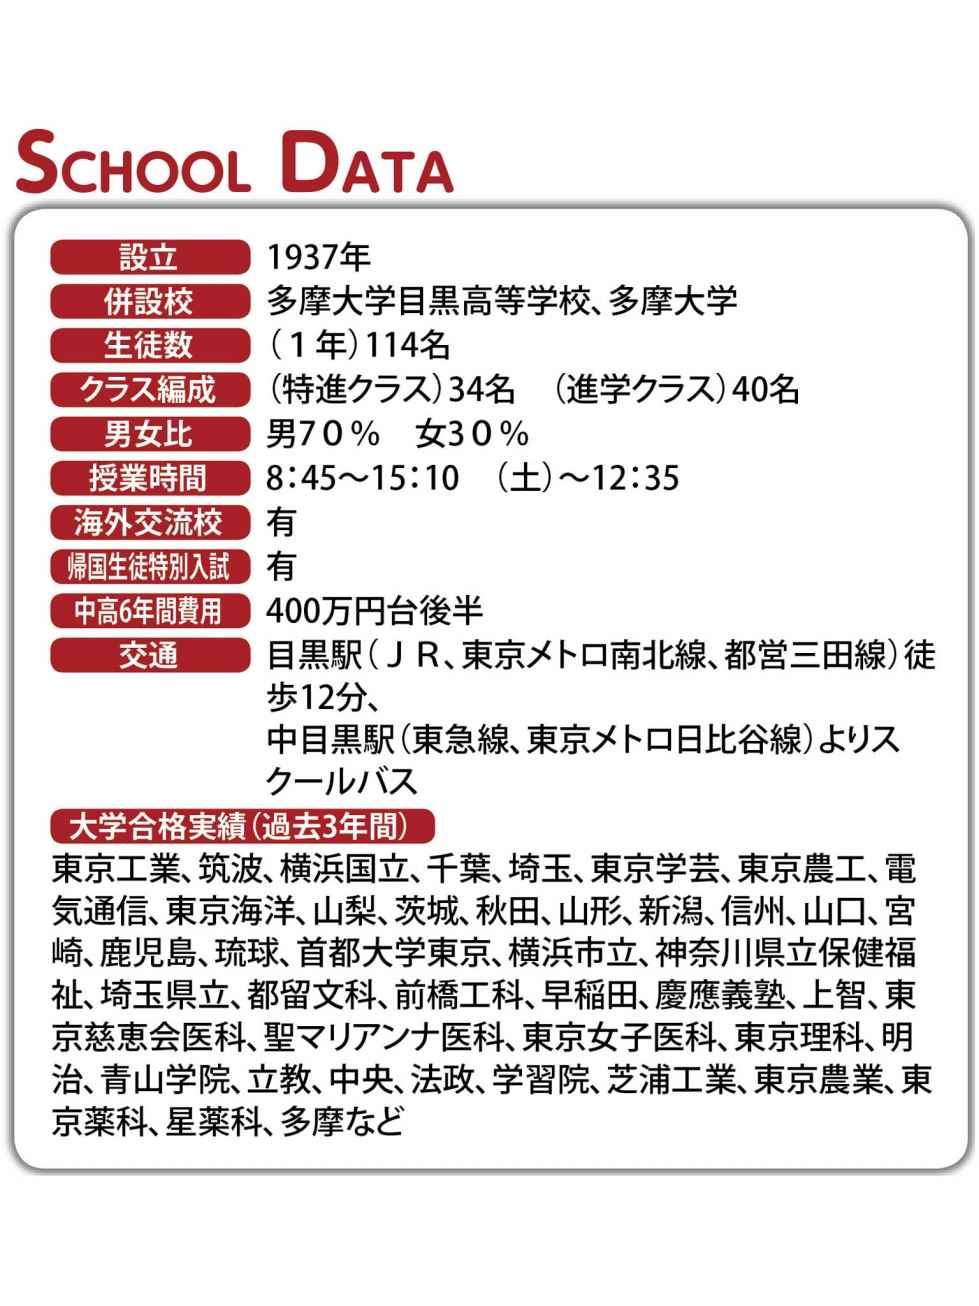 SCHOOL DATA
設立 1937年
併設校 多摩大学目黒高等学校、多摩大学
生徒数 （１年）114名
クラス編成 （特進クラス）34名　（進学クラス）40名
男女比 男7０％　女3０％
授業時間 8：45～15：10　（土）～12：35
海外交流校 有
帰国生徒特別入試 有
中高6年間費用 400万円台後半
交通 目黒駅（ＪＲ、東京メトロ南北線、都営三田線）徒
歩12分、
中目黒駅（東急線、東京メトロ日比谷線）よりス
クールバス
大学合格実績（過去3年間）
東京工業、筑波、横浜国立、千葉、埼玉、東京学芸、東京農工、電
気通信、東京海洋、山梨、茨城、秋田、山形、新潟、信州、山口、宮
崎、鹿児島、琉球、首都大学東京、横浜市立、神奈川県立保健福
祉、埼玉県立、都留文科、前橋工科、早稲田、慶應義塾、上智、東
京慈恵会医科、聖マリアンナ医科、東京女子医科、東京理科、明
治、青山学院、立教、中央、法政、学習院、芝浦工業、東京農業、東
京薬科、星薬科、多摩など